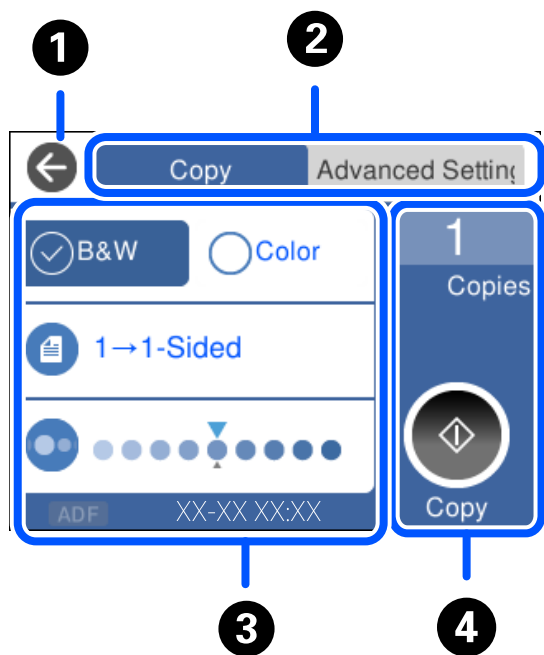 1
2
Copy
Advanced Setting
B&W
Color
1
Copies
1→1-Sided
ADF
XX-XX XX:XX
Copy
3
4